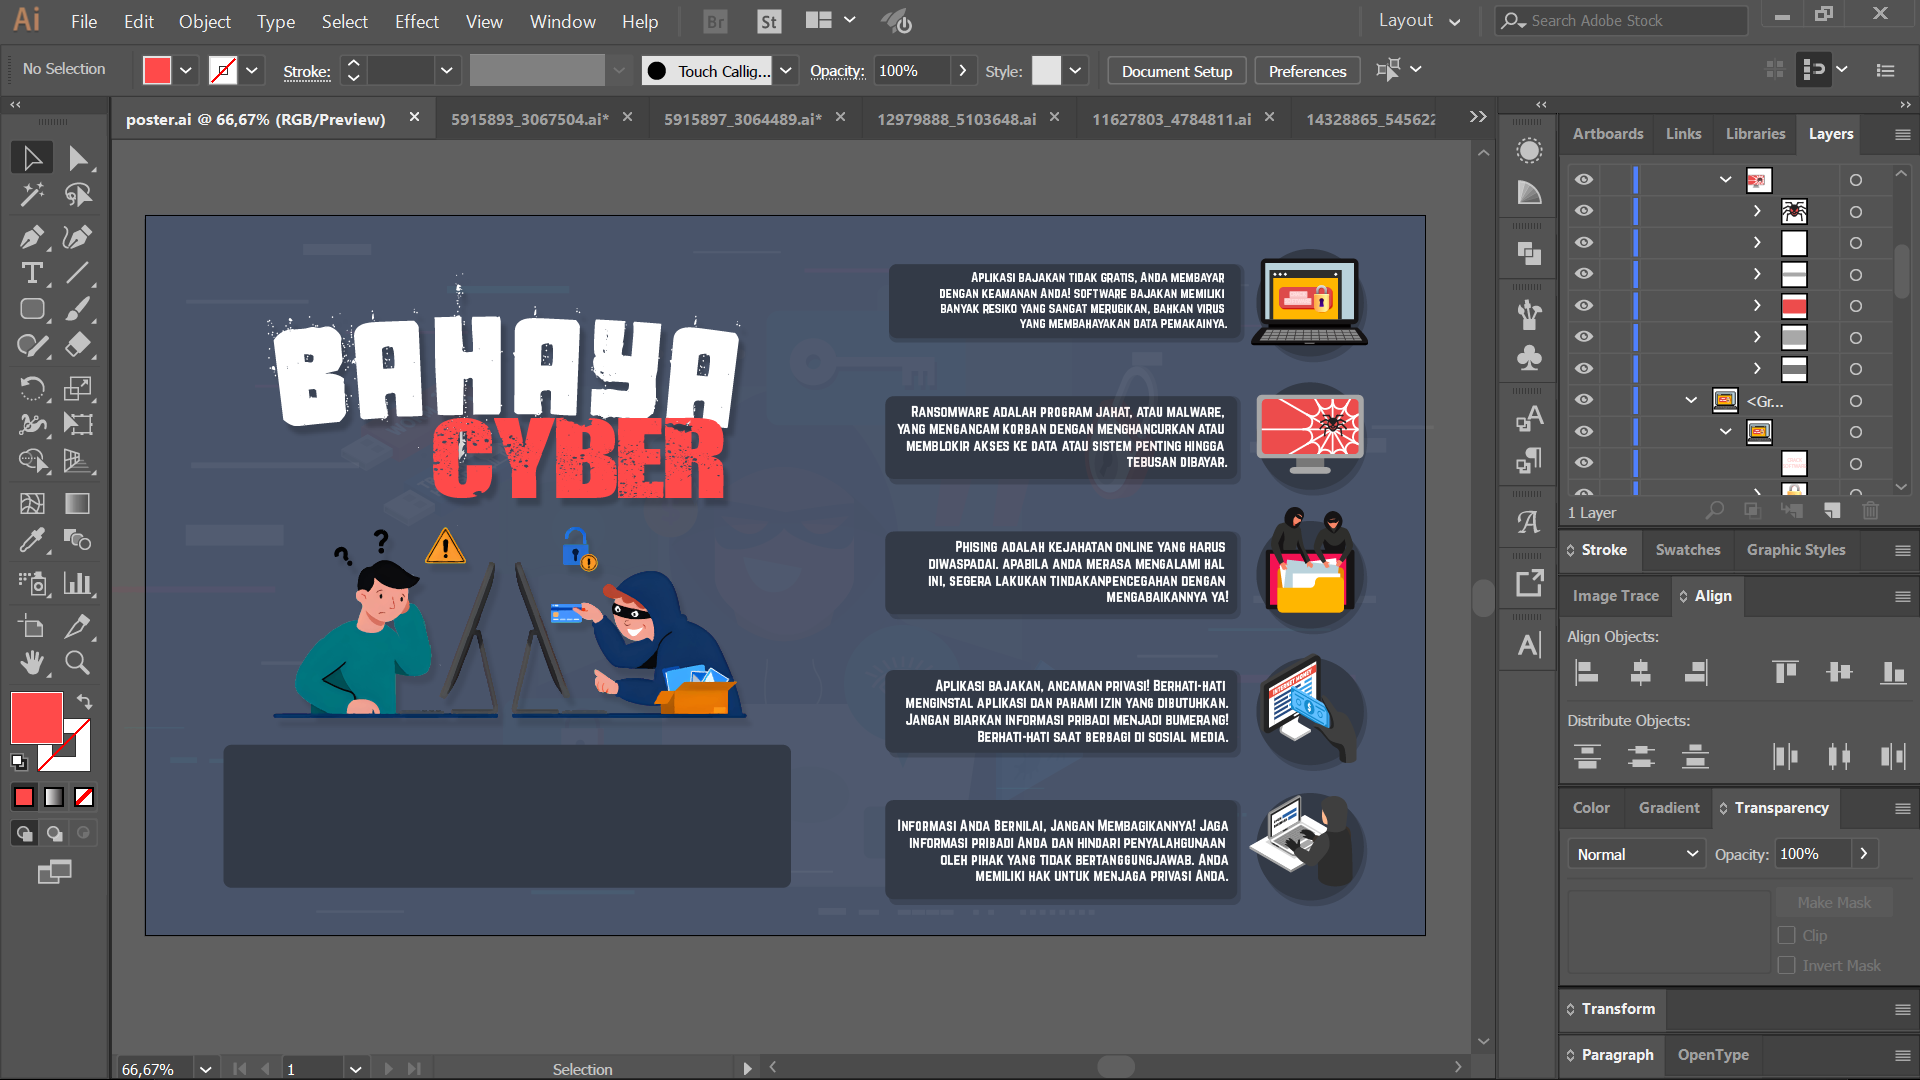 Ai File Edit Object Type Select Effect View Window Help Br St Layout Search Adobe Stock
No Selection Stroke: Touch Callig... Opacity: 100% Style: Document Setup Preferences
poster.ai @ 66,67% (RGB/Preview) 5915893_3067504.ai* 5915897_3064489.ai* 12979888_5103648.ai 11627803_4784811.ai 14328865_545622
BAHAYA
CYBER
Aplikasi bajakan tidak gratis, Anda membayar
dengan keamanan Anda! Software bajakan memiliki
banyak resiko yang sangat merugikan, bahkan virus
yang membahayakan data pemakainya.
Ransomware adalah program jahat, atau malware,
yang mengancam korban dengan menghancurkan atau
memblokir akses ke data atau sistem penting hingga
tebusan dibayar.
Phising adalah kejahatan online yang harus
diwaspadai. apabila anda merasa mengalami hal
ini, segera lakukan tindakanpencegahan dengan
mengabaikannya ya!
Aplikasi bajakan, ancaman privasi! Berhati-hati
menginstal aplikasi dan pahami izin yang dibutuhkan.
Jangan biarkan informasi pribadi menjadi bumerang!
Berhati-hati saat berbagi di sosial media.
INTERNET MONEY
Informasi Anda Bernilai, Jangan Membagikannya! Jaga
informasi pribadi Anda dan hindari penyalahgunaan
oleh pihak yang tidak bertanggungjawab. Anda
memiliki hak untuk menjaga privasi Anda.
Artboards Links Libraries Layers
<Gr...
1 Layer
Stroke Swatches Graphic Styles
Image Trace Align
Align Objects:
Distribute Objects:
Color Gradient Transparency
Normal Opacity: 100%
Make Mask
Clip
Invert Mask
Transform
Paragraph OpenType
66,67% 1 Selection